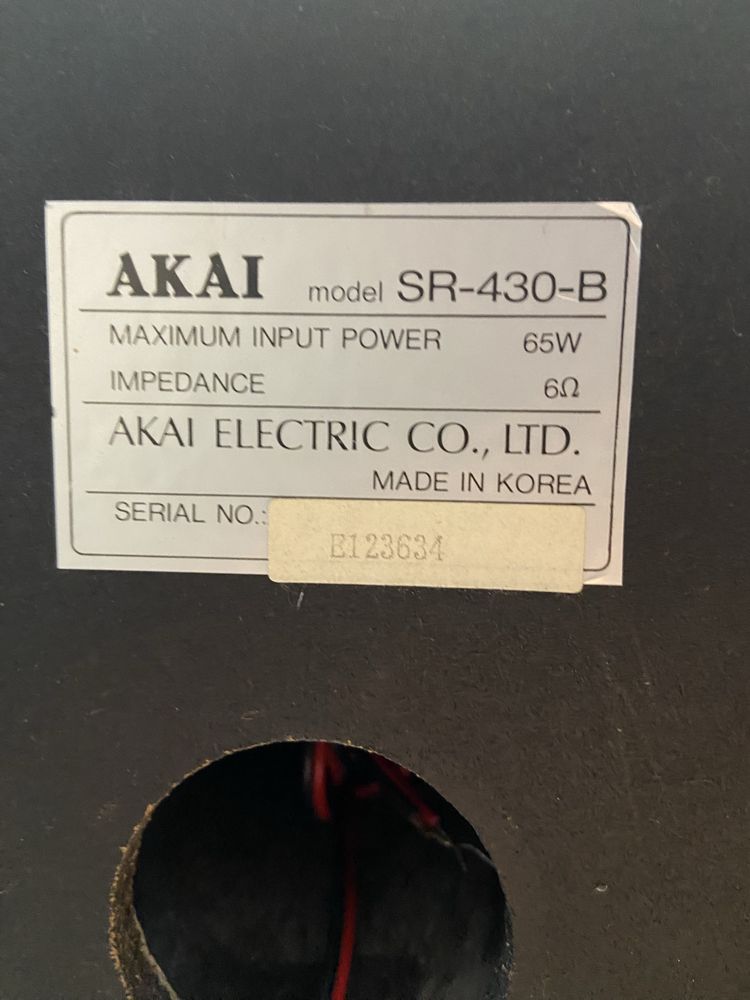 AKAI model SR-430-B
MAXIMUM INPUT POWER 65W
IMPEDANCE 6Ω
AKAI ELECTRIC CO., LTD.
MADE IN KOREA
SERIAL NO.:
E123634